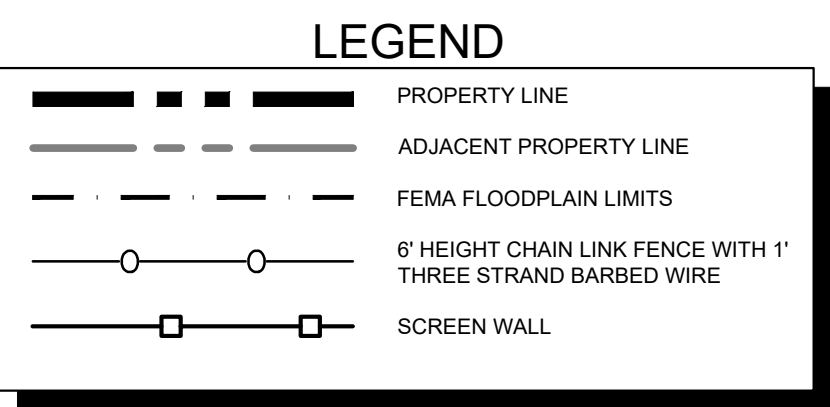 LEGEND
PROPERTY LINE
ADJACENT PROPERTY LINE
FEMA FLOODPLAIN LIMITS
6' HEIGHT CHAIN LINK FENCE WITH 1'
THREE STRAND BARBED WIRE
SCREEN WALL